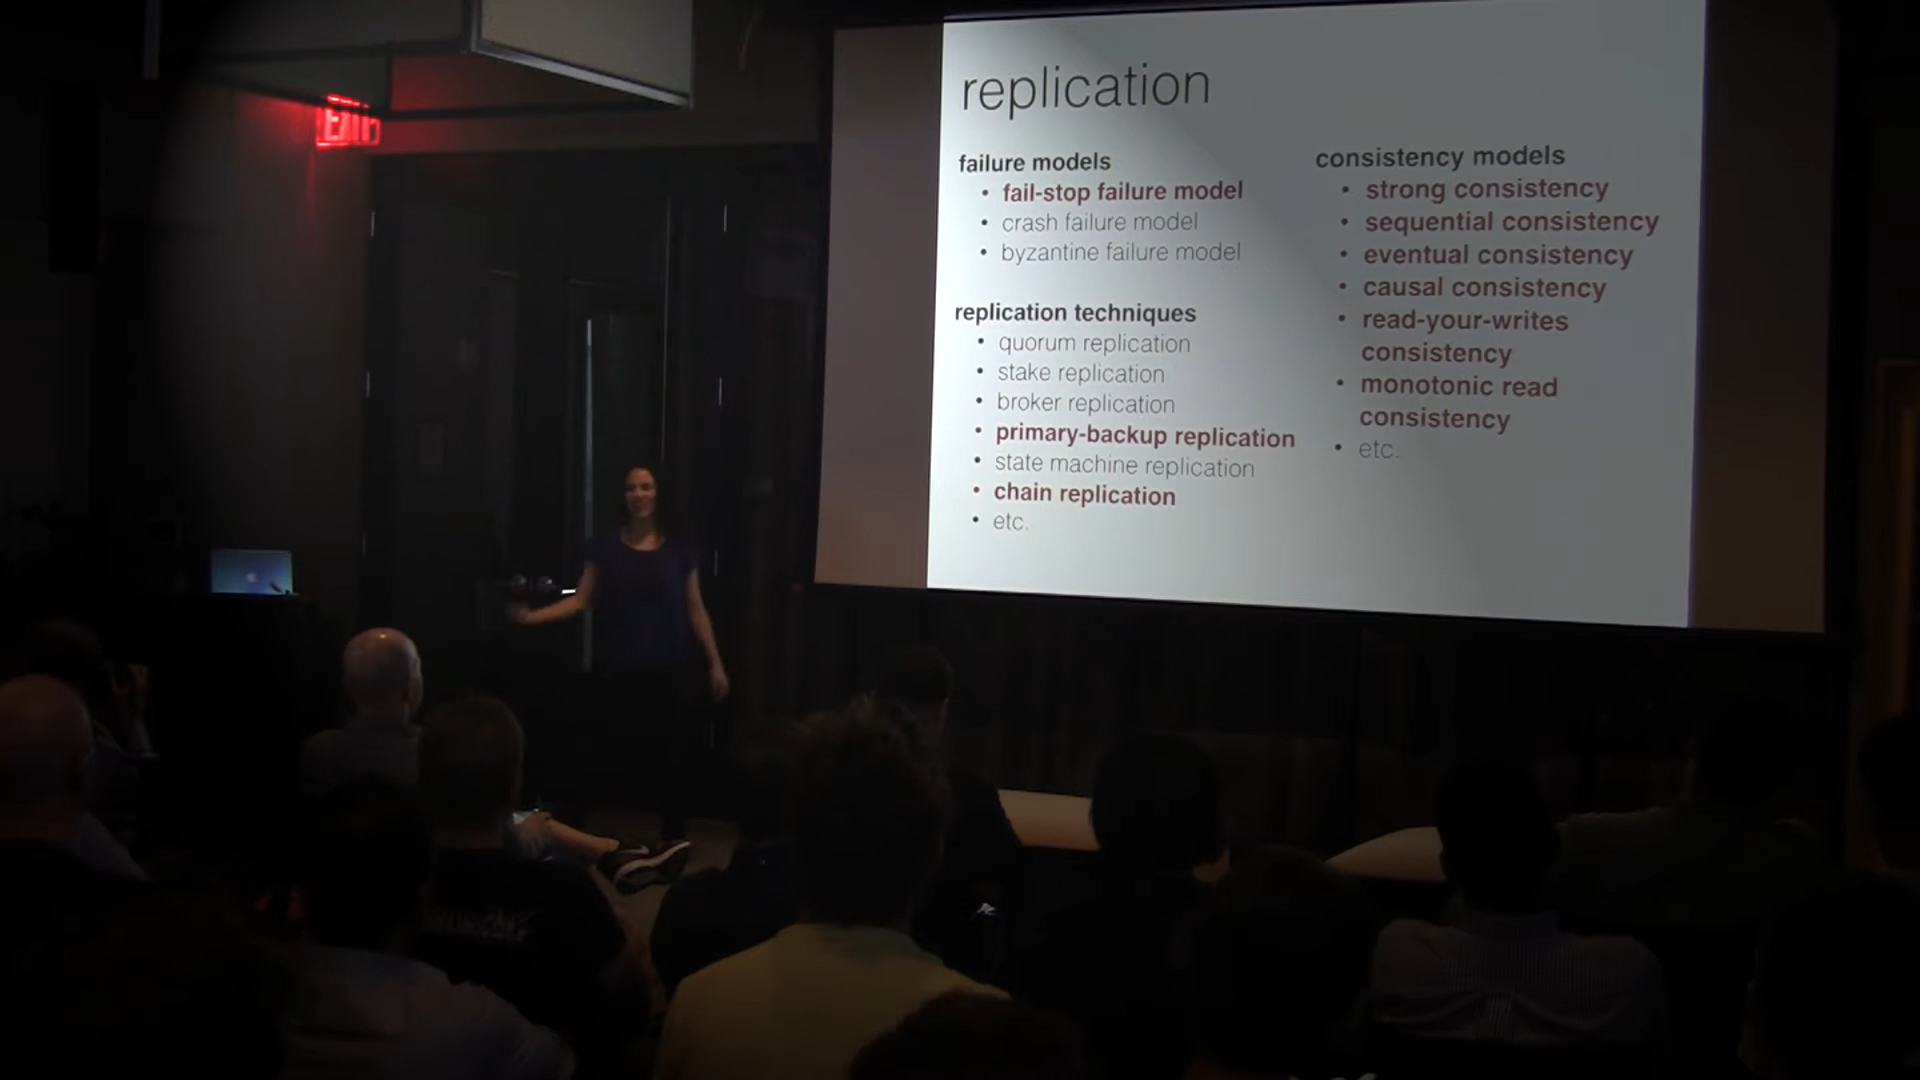 EXIT
replication
failure models
• fail-stop failure model
• crash failure model
• byzantine failure model
replication techniques
• quorum replication
• stake replication
• broker replication
• primary-backup replication
• state machine replication
• chain replication
• etc.
consistency models
• strong consistency
• sequential consistency
• eventual consistency
• causal consistency
• read-your-writes
consistency
• monotonic read
consistency
• etc.